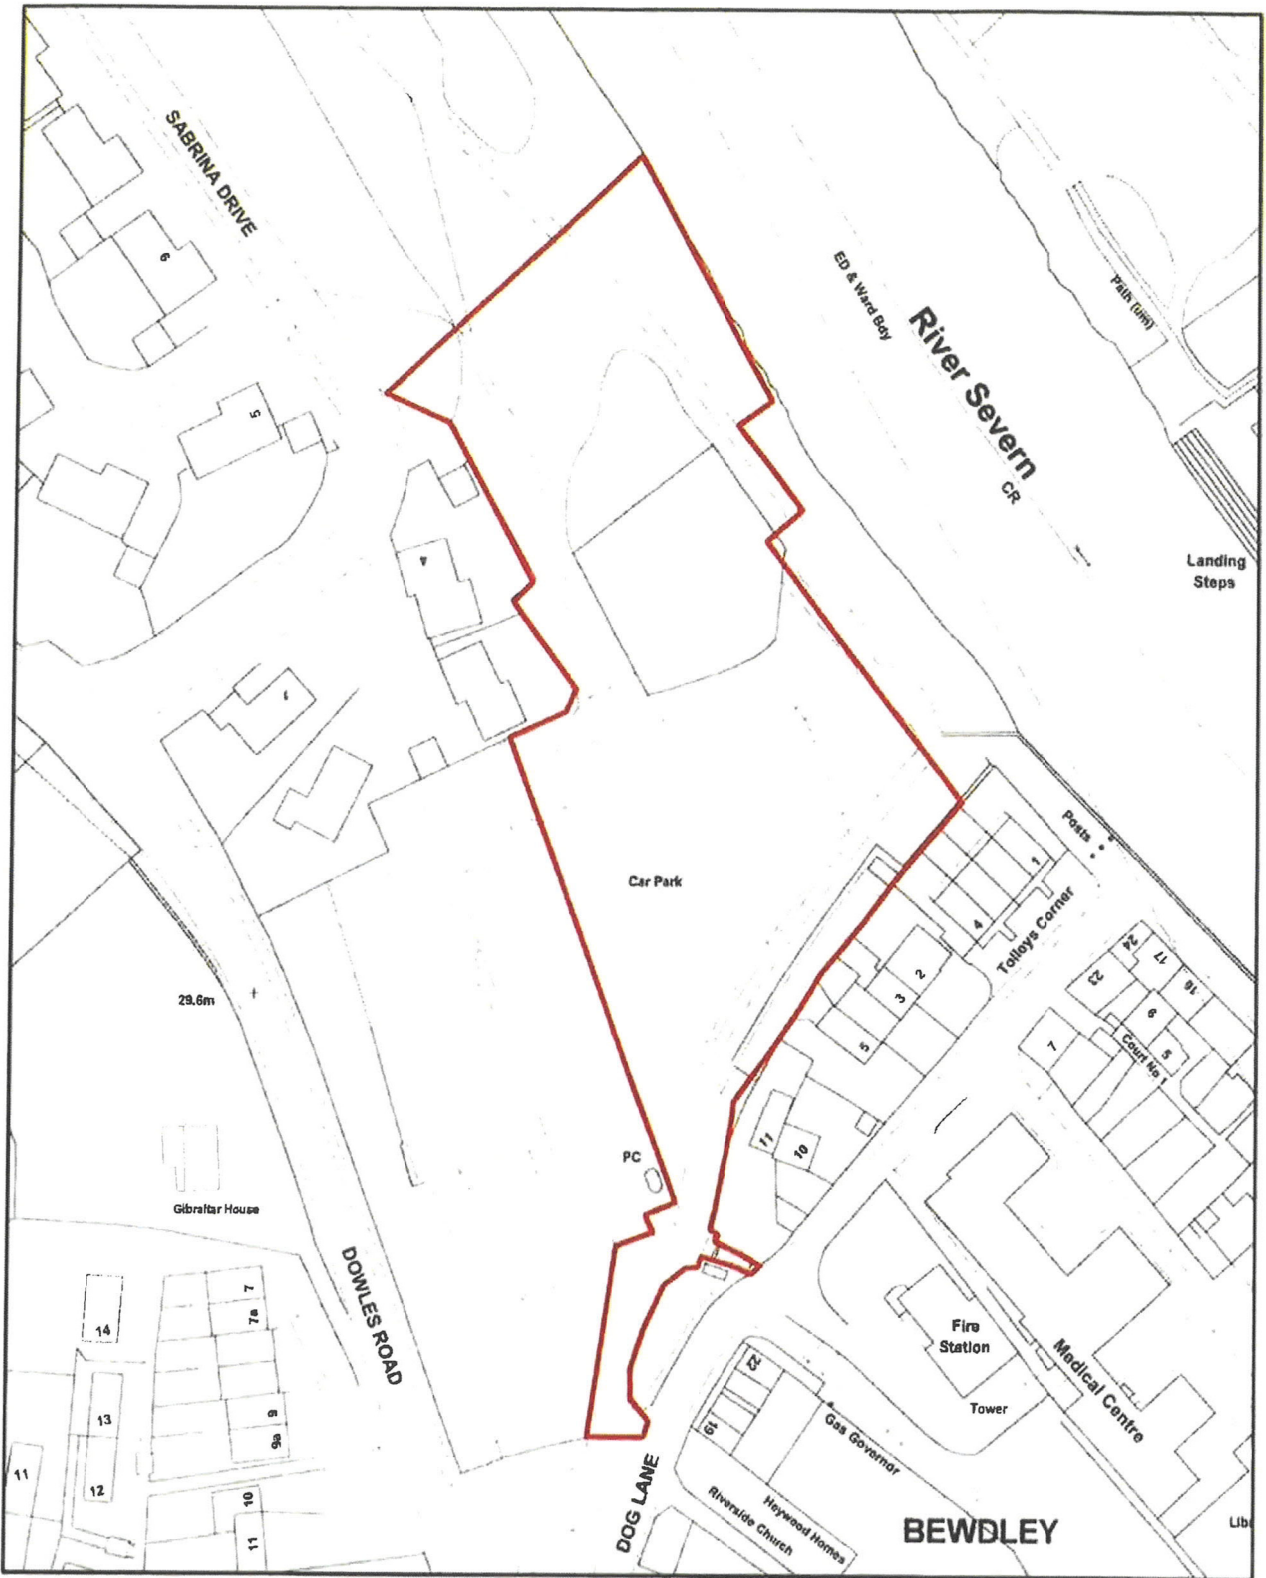 SABRINA DRIVE
6
ED & Ward Bdy
River Severn
CR
Path (um)
5
Landing
Steps
4
1
Posts
1
4
Tolleys Corner
Car Park
2
3
5
24
17
16
23
9
5
7
Court No 1
29.6m
11
10
PC
Gibraltar House
DOWLES ROAD
7
7a
14
Fire
Station
Medical Centre
Tower
22
19
Gas Governor
13
9
9a
12
11
10
11
DOG LANE
Riverside Church
Heywood Homes
BEWDLEY